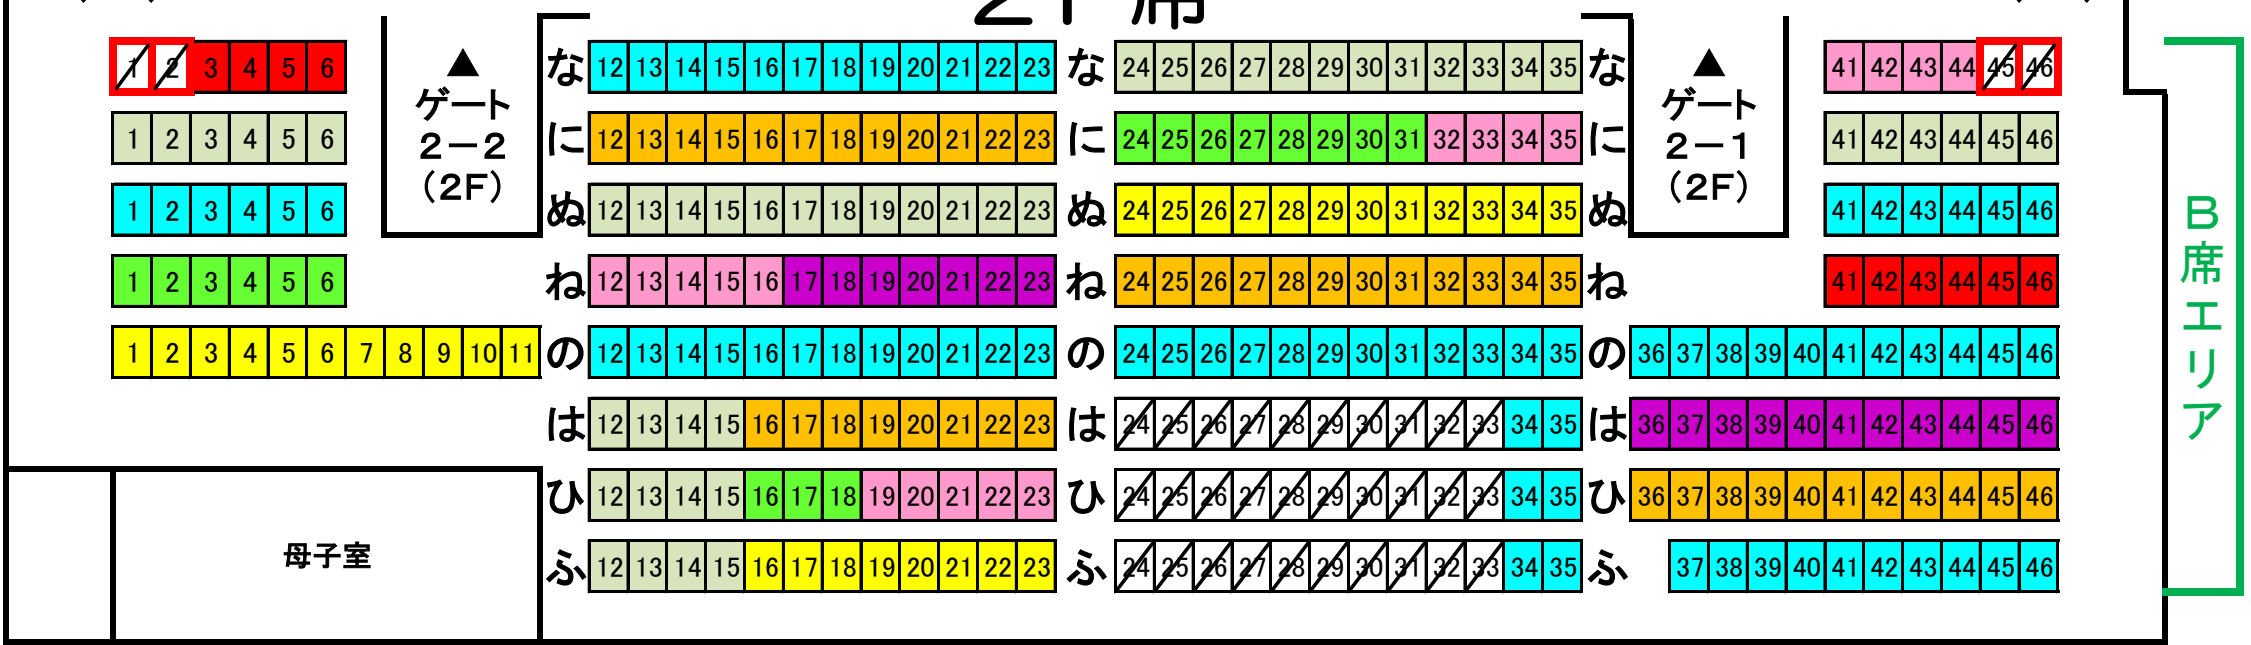 2F席
1 2 3 4 5 6 な 12 13 14 15 16 17 18 19 20 21 22 23 な 24 25 26 27 28 29 30 31 32 33 34 35 な 41 42 43 44 45 46
▲
ゲート
2-2
(2F)
▲
ゲート
2-1
(2F)
1 2 3 4 5 6 に 12 13 14 15 16 17 18 19 20 21 22 23 に 24 25 26 27 28 29 30 31 32 33 34 35 に 41 42 43 44 45 46
1 2 3 4 5 6 ぬ 12 13 14 15 16 17 18 19 20 21 22 23 ぬ 24 25 26 27 28 29 30 31 32 33 34 35 ぬ 41 42 43 44 45 46
1 2 3 4 5 6 ね 12 13 14 15 16 17 18 19 20 21 22 23 ね 24 25 26 27 28 29 30 31 32 33 34 35 ね 41 42 43 44 45 46
1 2 3 4 5 6 7 8 9 10 11 の 12 13 14 15 16 17 18 19 20 21 22 23 の 24 25 26 27 28 29 30 31 32 33 34 35 の 36 37 38 39 40 41 42 43 44 45 46
は 12 13 14 15 16 17 18 19 20 21 22 23 は 24 25 26 27 28 29 30 31 32 33 34 35 は 36 37 38 39 40 41 42 43 44 45 46
ひ 12 13 14 15 16 17 18 19 20 21 22 23 ひ 24 25 26 27 28 29 30 31 32 33 34 35 ひ 36 37 38 39 40 41 42 43 44 45 46
ふ 12 13 14 15 16 17 18 19 20 21 22 23 ふ 24 25 26 27 28 29 30 31 32 33 34 35 ふ 37 38 39 40 41 42 43 44 45 46
母子室
B席エリア